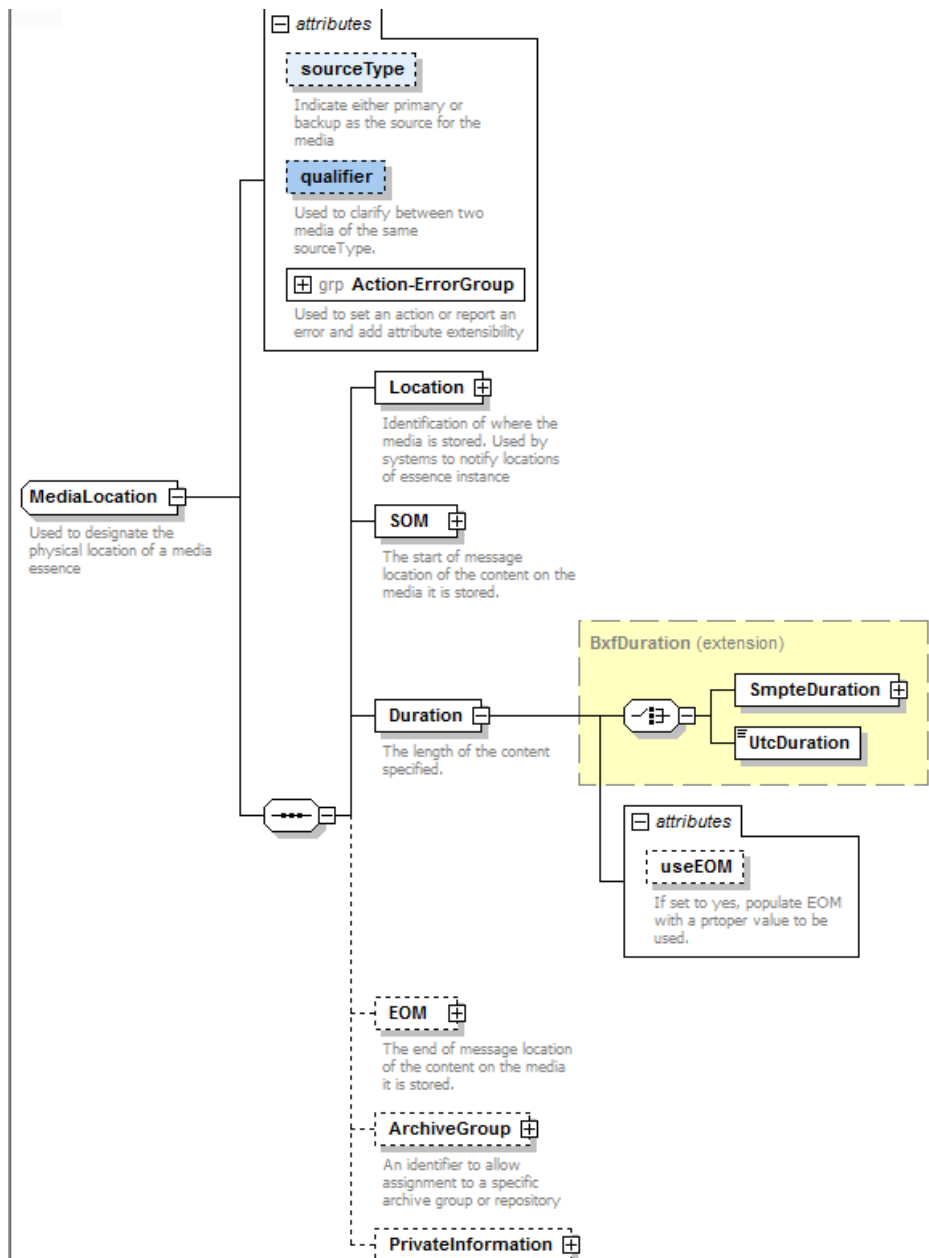 attributes
sourceType
Indicate either primary or
backup as the source for the
media
qualifier
Used to clarify between two
media of the same
sourceType.
grp Action-ErrorGroup
Used to set an action or report an
error and add attribute extensibility
Location
Identification of where the
media is stored. Used by
systems to notify locations
of essence instance
MediaLocation
Used to designate the
physical location of a media
essence
SOM
The start of message
location of the content on the
media it is stored.
BxfDuration (extension)
SmpteDuration
Duration
UtcDuration
The length of the content
specified.
attributes
useEOM
If set to yes, populate EOM
with a prtoper value to be
used.
EOM
The end of message location
of the content on the media
it is stored.
ArchiveGroup
An identifier to allow
assignment to a specific
archive group or repository
PrivateInformation